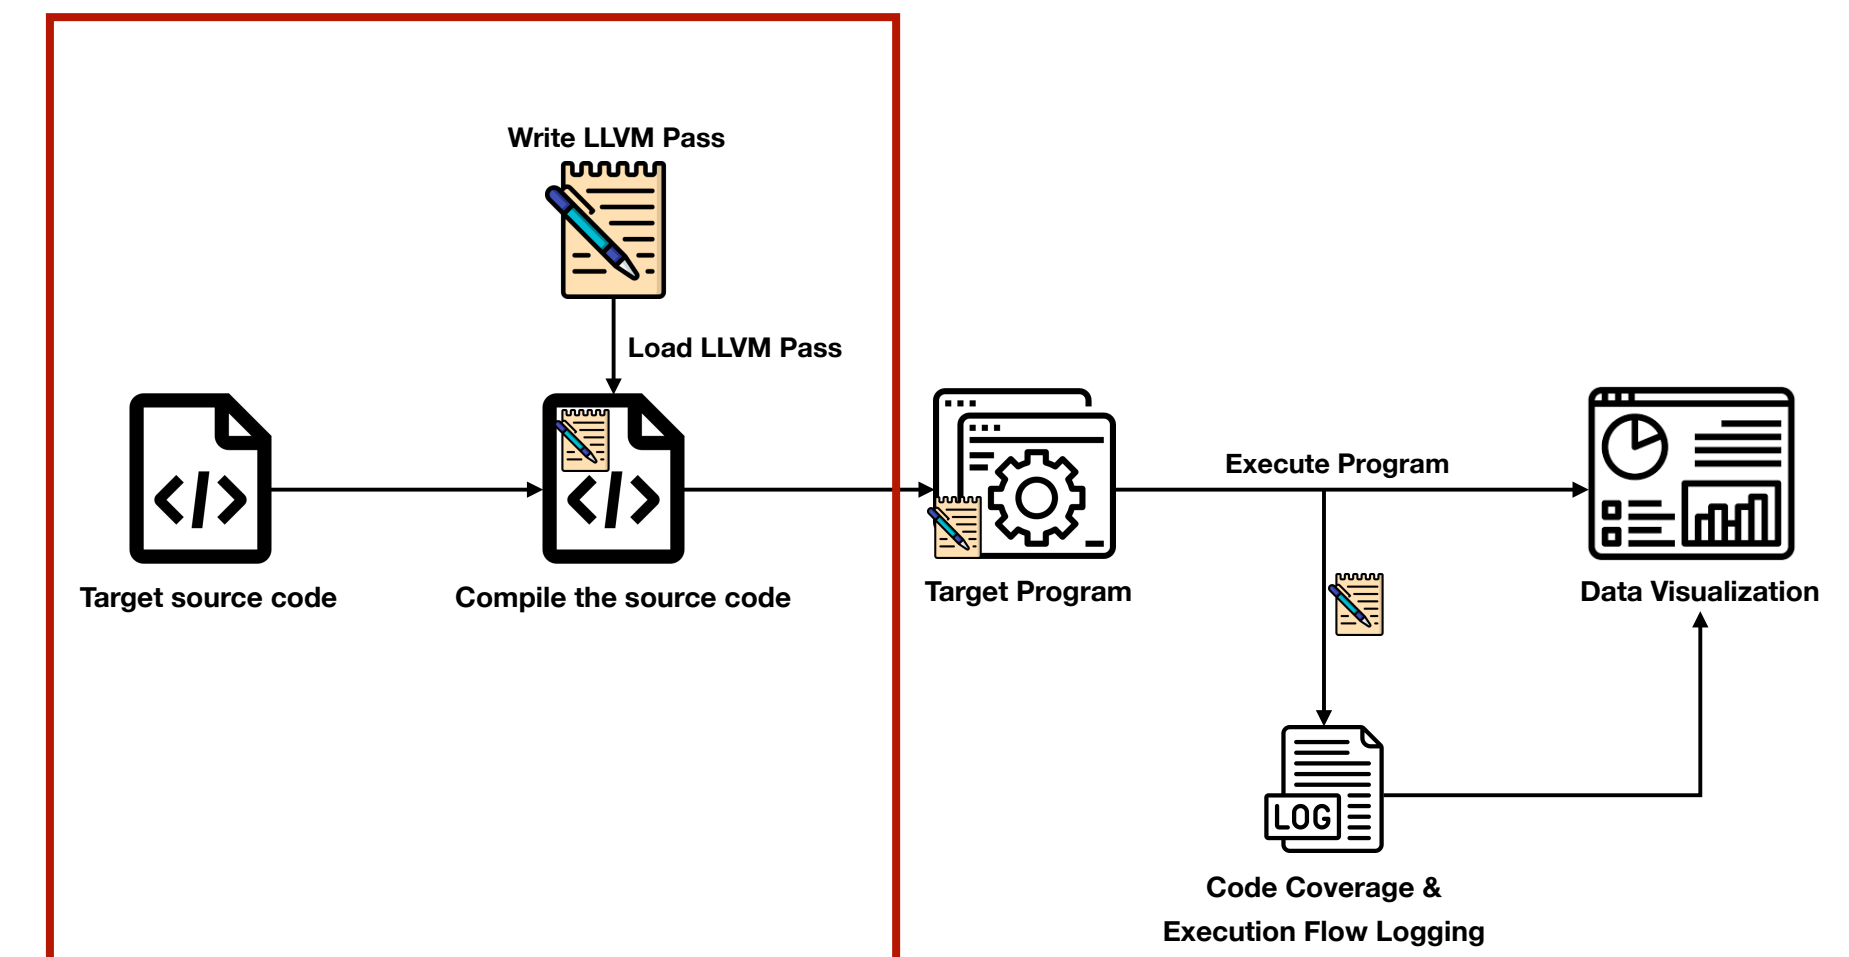 Write LLVM Pass
Load LLVM Pass
</>
</>
Target source code
Compile the source code
Target Program
Execute Program
Data Visualization
LOG
Code Coverage &
Execution Flow Logging